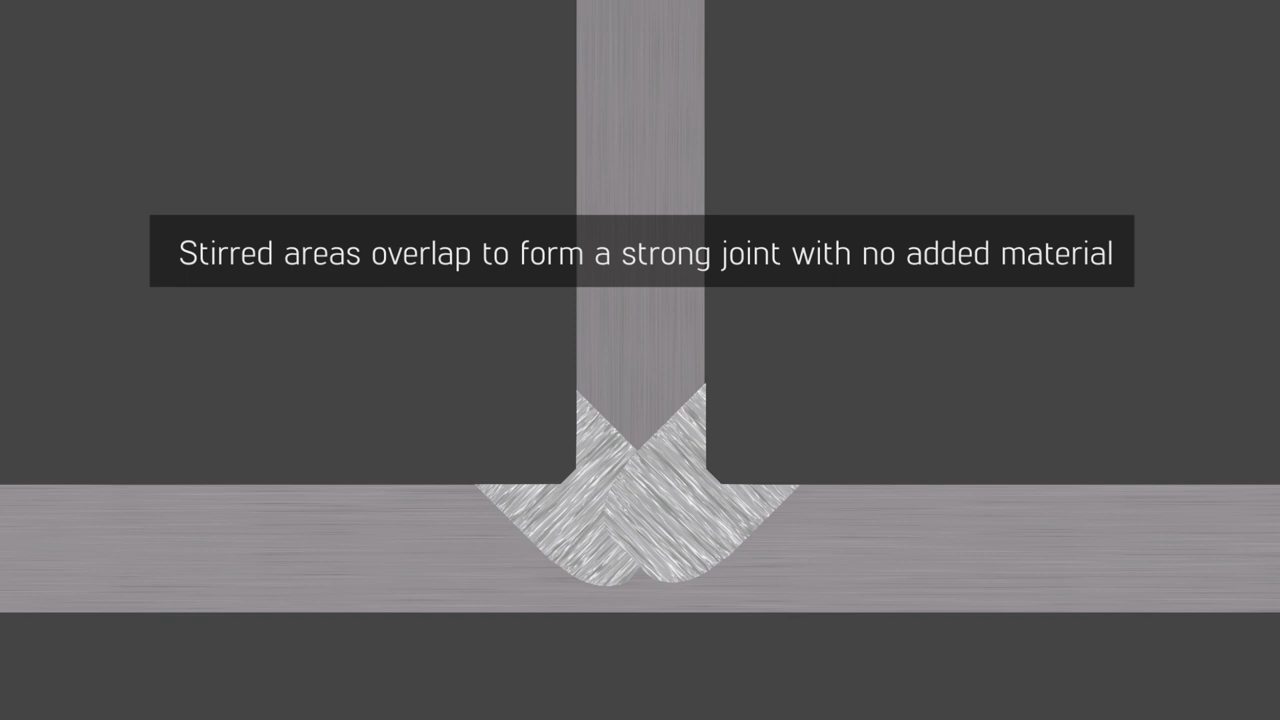 Stirred areas overlap to form a strong joint with no added material